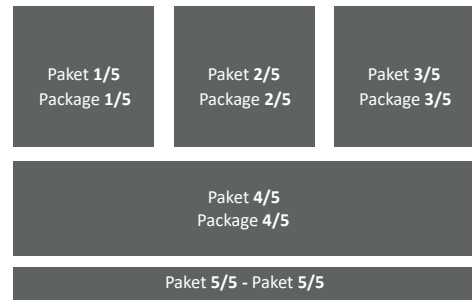 Paket 1/5
Package 1/5
Paket 2/5
Package 2/5
Paket 3/5
Package 3/5
Paket 4/5
Package 4/5
Paket 5/5 - Paket 5/5